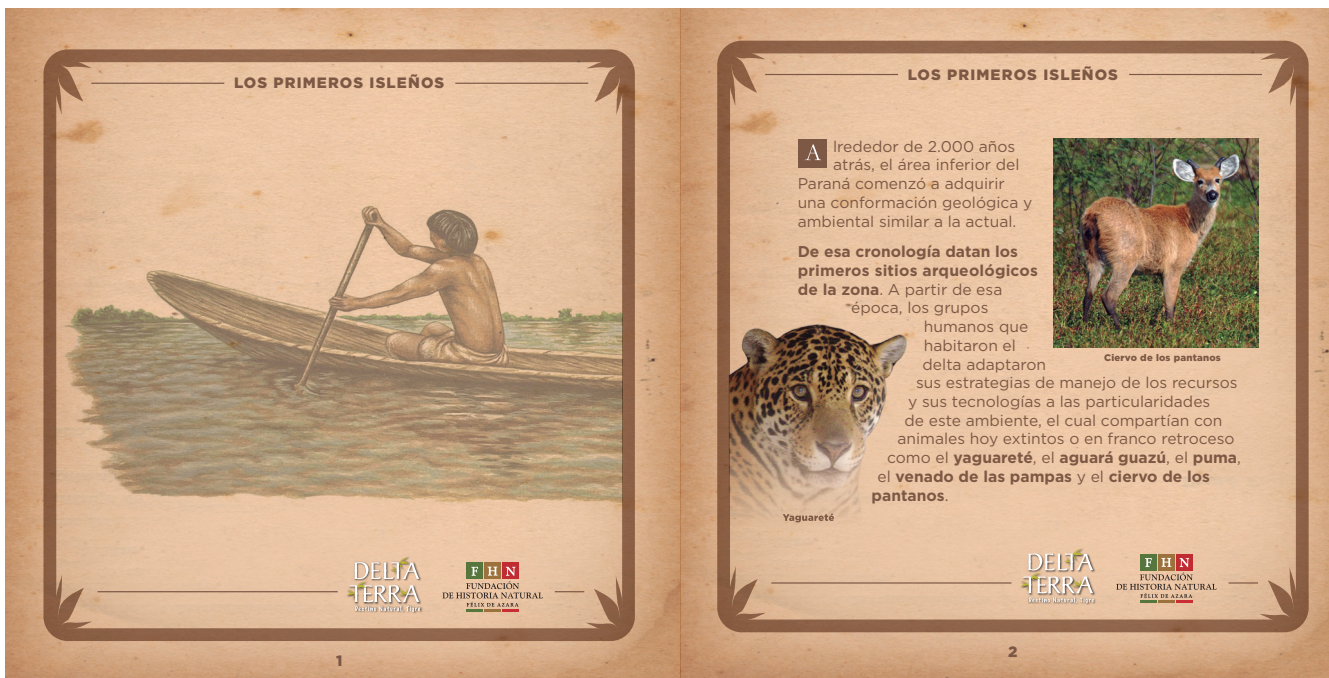 LOS PRIMEROS ISLEÑOS
DELTA
TERRA
Destino Natural, Tigre
F H N
FUNDACIÓN
DE HISTORIA NATURAL
FÉLIX DE AZARA
1
LOS PRIMEROS ISLEÑOS
Alrededor de 2.000 años
atrás, el área inferior del
Paraná comenzó a adquirir
una conformación geológica y
ambiental similar a la actual.
De esa cronología datan los
primeros sitios arqueológicos
de la zona. A partir de esa
época, los grupos
humanos que
habitaron el
delta adaptaron
sus estrategias de manejo de los recursos
y sus tecnologías a las particularidades
de este ambiente, el cual compartían con
animales hoy extintos o en franco retroceso
como el yaguareté, el aguará guazú, el puma,
el venado de las pampas y el ciervo de los
pantanos.
Ciervo de los pantanos
Yaguareté
DELTA
TERRA
Destino Natural, Tigre
F H N
FUNDACIÓN
DE HISTORIA NATURAL
FÉLIX DE AZARA
2